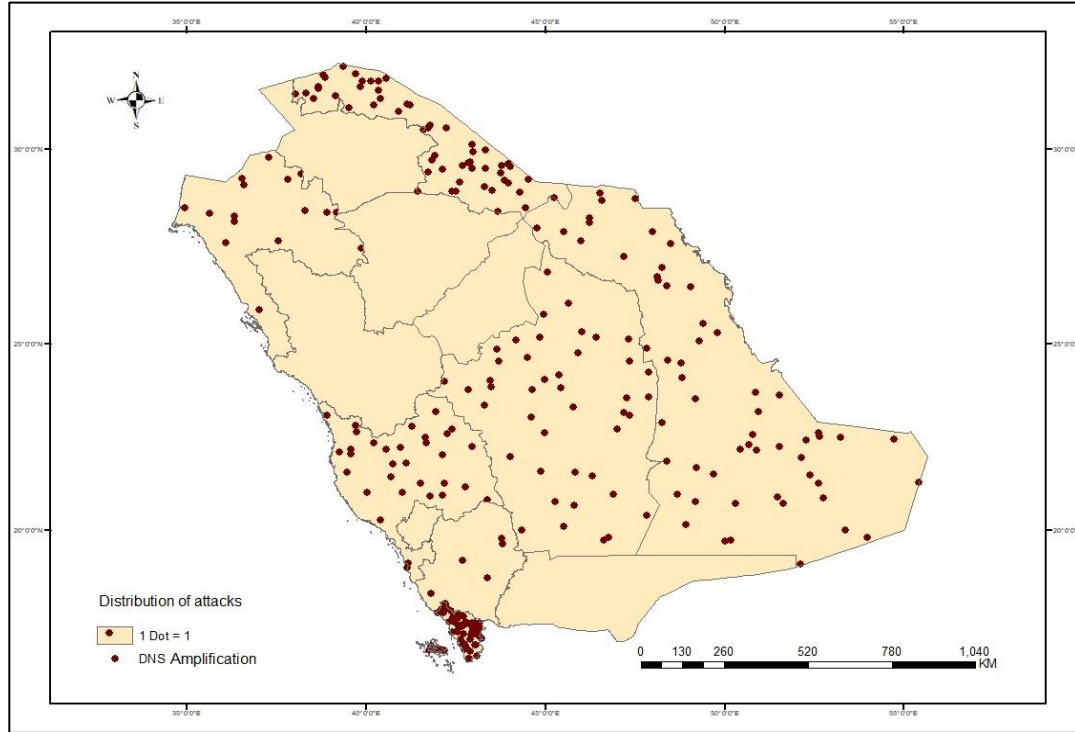 35°0'0"E 40°0'0"E 45°0'0"E 50°0'0"E 55°0'0"E
N
W E
S
30°0'0"N 30°0'0"N
25°0'0"N 25°0'0"N
20°0'0"N 20°0'0"N
Distribution of attacks
1 Dot = 1
DNS Amplification
0 130 260 520 780 1,040
KM
35°0'0"E 40°0'0"E 45°0'0"E 50°0'0"E 55°0'0"E